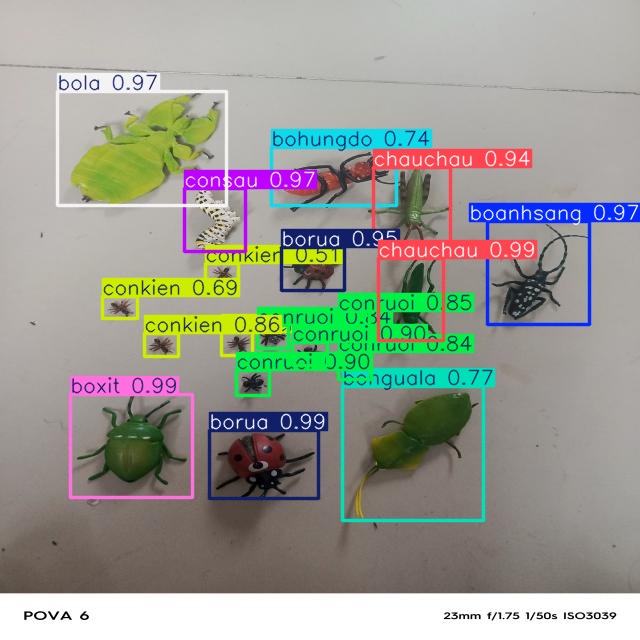 bola 0.97
bohungdo 0.74
chauchau 0.94
consau 0.97
boanhsang 0.97
borua 0.95
chauchau 0.99
conkien 0.51
conkien 0.69
conruoi 0.85
conruoi 0.84
conkien 0.86
conruoi 0.90
conruoi 0.84
conruoi 0.90
bonguala 0.77
boxit 0.99
borua 0.99
POVA 6
23mm f/1.75 1/50s ISO3039